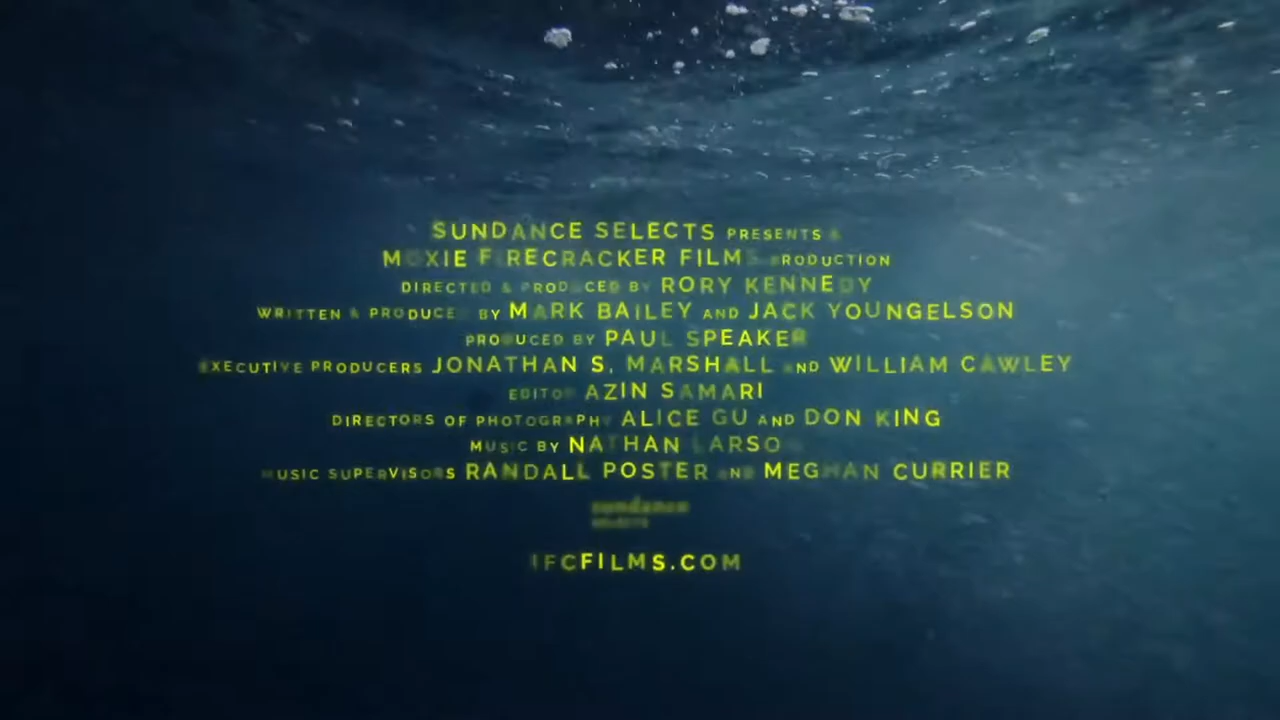 SUNDANCE SELECTS PRESENTS A
MOXIE FIRECRACKER FILMS PRODUCTION
DIRECTED & PRODUCED BY RORY KENNEDY
WRITTEN & PRODUCED BY MARK BAILEY AND JACK YOUNGELSON
PRODUCED BY PAUL SPEAKER
EXECUTIVE PRODUCERS JONATHAN S. MARSHALL AND WILLIAM CAWLEY
EDITOR AZIN SAMARI
DIRECTORS OF PHOTOGRAPHY ALICE GU AND DON KING
MUSIC BY NATHAN LARSON
MUSIC SUPERVISORS RANDALL POSTER AND MEGHAN CURRIER
sundance
SELECTS
IFCFILMS.COM